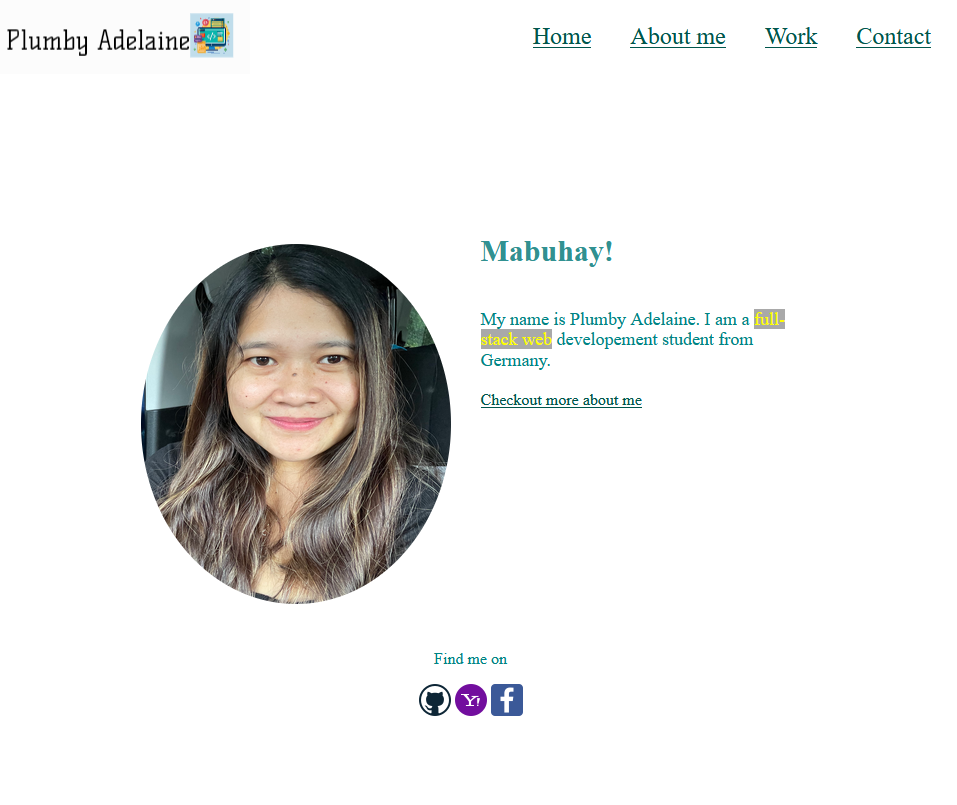 Plumby Adelaine
Home About me Work Contact
Mabuhay!
My name is Plumby Adelaine. I am a full-
stack web developement student from
Germany.
Checkout more about me
Find me on